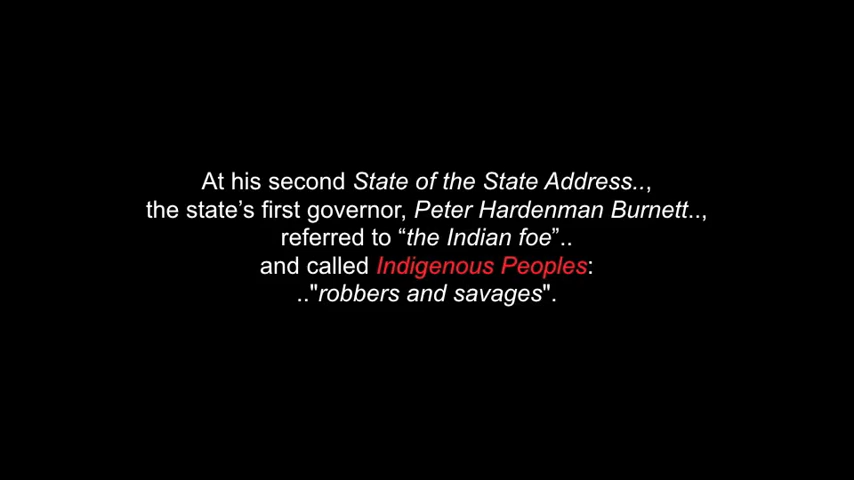 At his second State of the State Address..,
the state’s first governor, Peter Hardenman Burnett..,
referred to “the Indian foe”..
and called Indigenous Peoples:
.."robbers and savages".